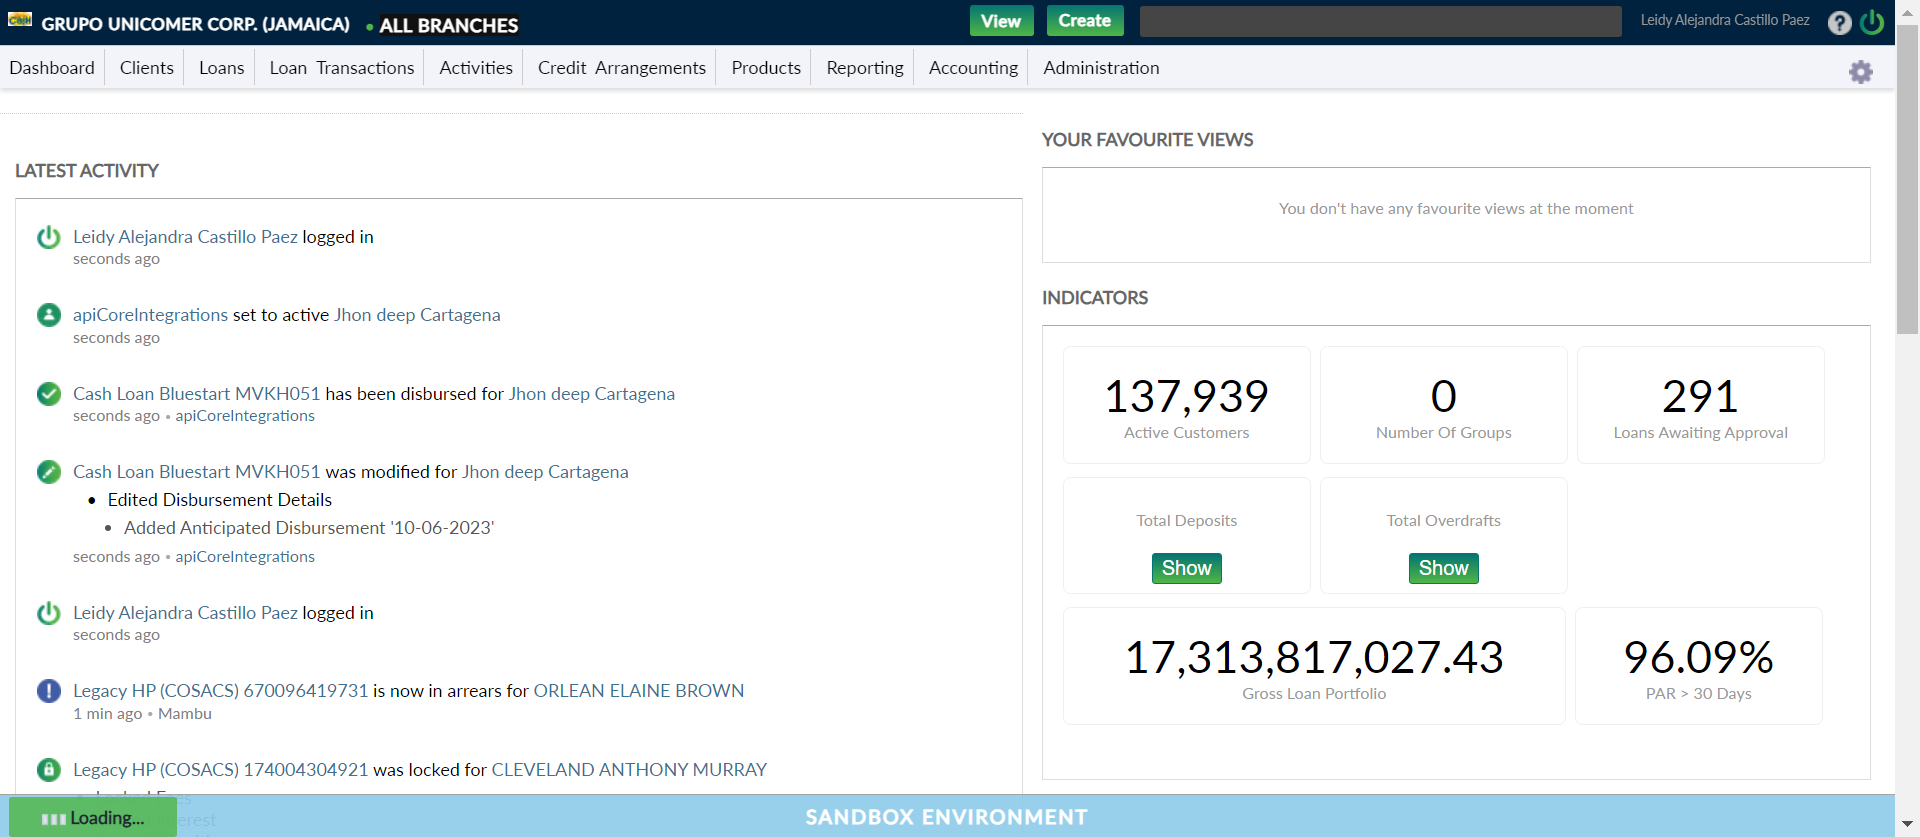 Cash GRUPO UNICOMER CORP. (JAMAICA) • ALL BRANCHES View Create Leidy Alejandra Castillo Paez ?
Dashboard Clients Loans Loan Transactions Activities Credit Arrangements Products Reporting Accounting Administration
LATEST ACTIVITY
Leidy Alejandra Castillo Paez logged in
seconds ago
apiCoreIntegrations set to active Jhon deep Cartagena
seconds ago
Cash Loan Bluestart MVKH051 has been disbursed for Jhon deep Cartagena
seconds ago • apiCoreIntegrations
Cash Loan Bluestart MVKH051 was modified for Jhon deep Cartagena
• Edited Disbursement Details
• Added Anticipated Disbursement '10-06-2023'
seconds ago • apiCoreIntegrations
Leidy Alejandra Castillo Paez logged in
seconds ago
Legacy HP (COSACS) 670096419731 is now in arrears for ORLEAN ELAINE BROWN
1 min ago • Mambu
Legacy HP (COSACS) 174004304921 was locked for CLEVELAND ANTHONY MURRAY
YOUR FAVOURITE VIEWS
You don't have any favourite views at the moment
INDICATORS
137,939
Active Customers
0
Number Of Groups
291
Loans Awaiting Approval
Total Deposits
Show
Total Overdrafts
Show
17,313,817,027.43
Gross Loan Portfolio
96.09%
PAR > 30 Days
Loading...
SANDBOX ENVIRONMENT